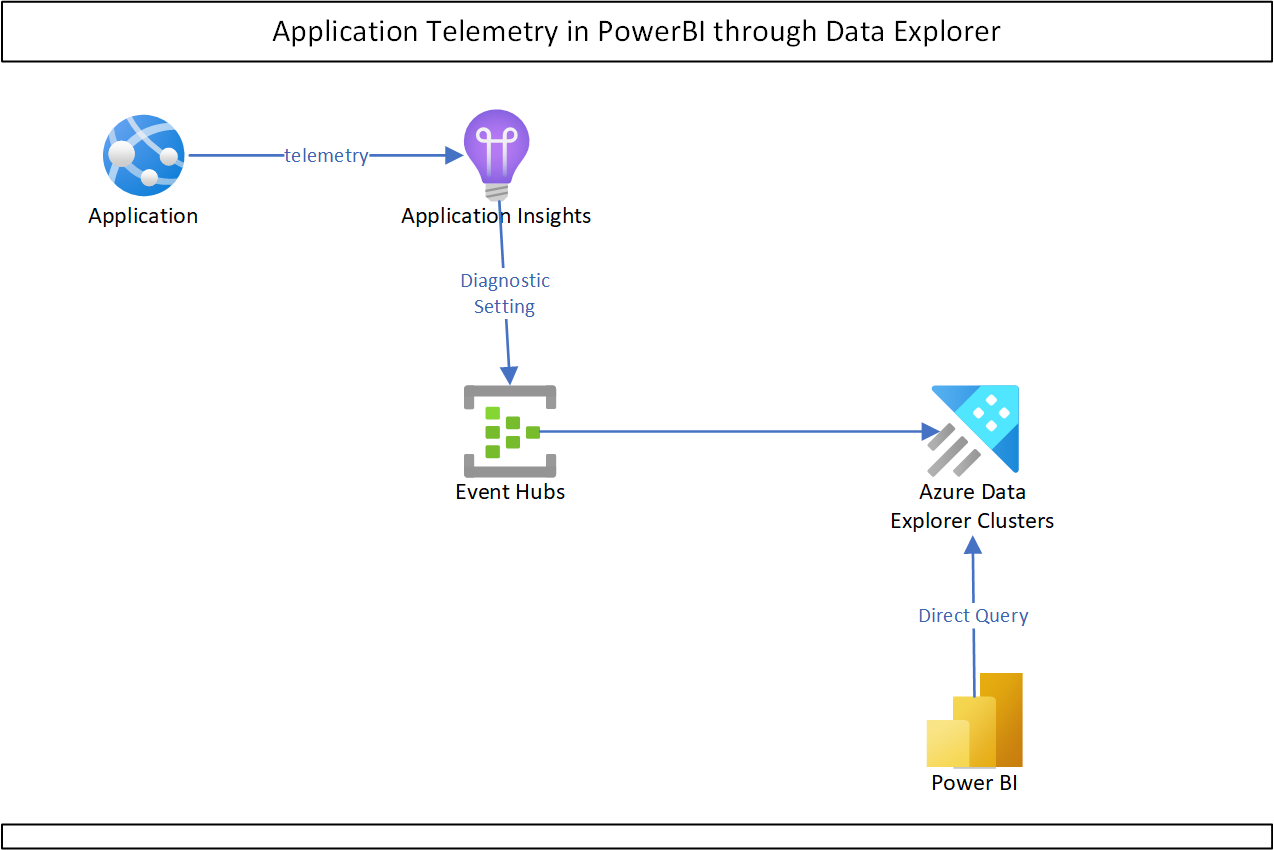 Application Telemetry in PowerBI through Data Explorer
telemetry
Application
Application Insights
Diagnostic
Setting
Event Hubs
Azure Data
Explorer Clusters
Direct Query
Power BI